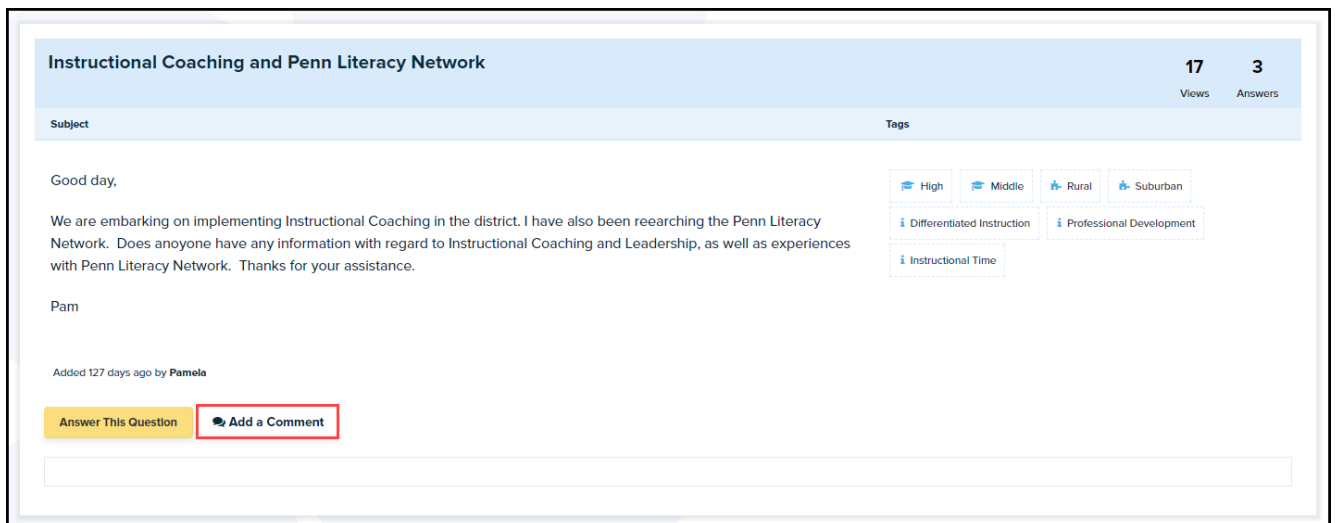 Instructional Coaching and Penn Literacy Network
17 3
Views Answers
Subject Tags
Good day,
We are embarking on implementing Instructional Coaching in the district. I have also been reearching the Penn Literacy
Network.  Does anoyone have any information with regard to Instructional Coaching and Leadership, as well as experiences
with Penn Literacy Network.  Thanks for your assistance.
Pam
High Middle Rural Suburban
Differentiated Instruction Professional Development
Instructional Time
Added 127 days ago by Pamela
Answer This Question Add a Comment